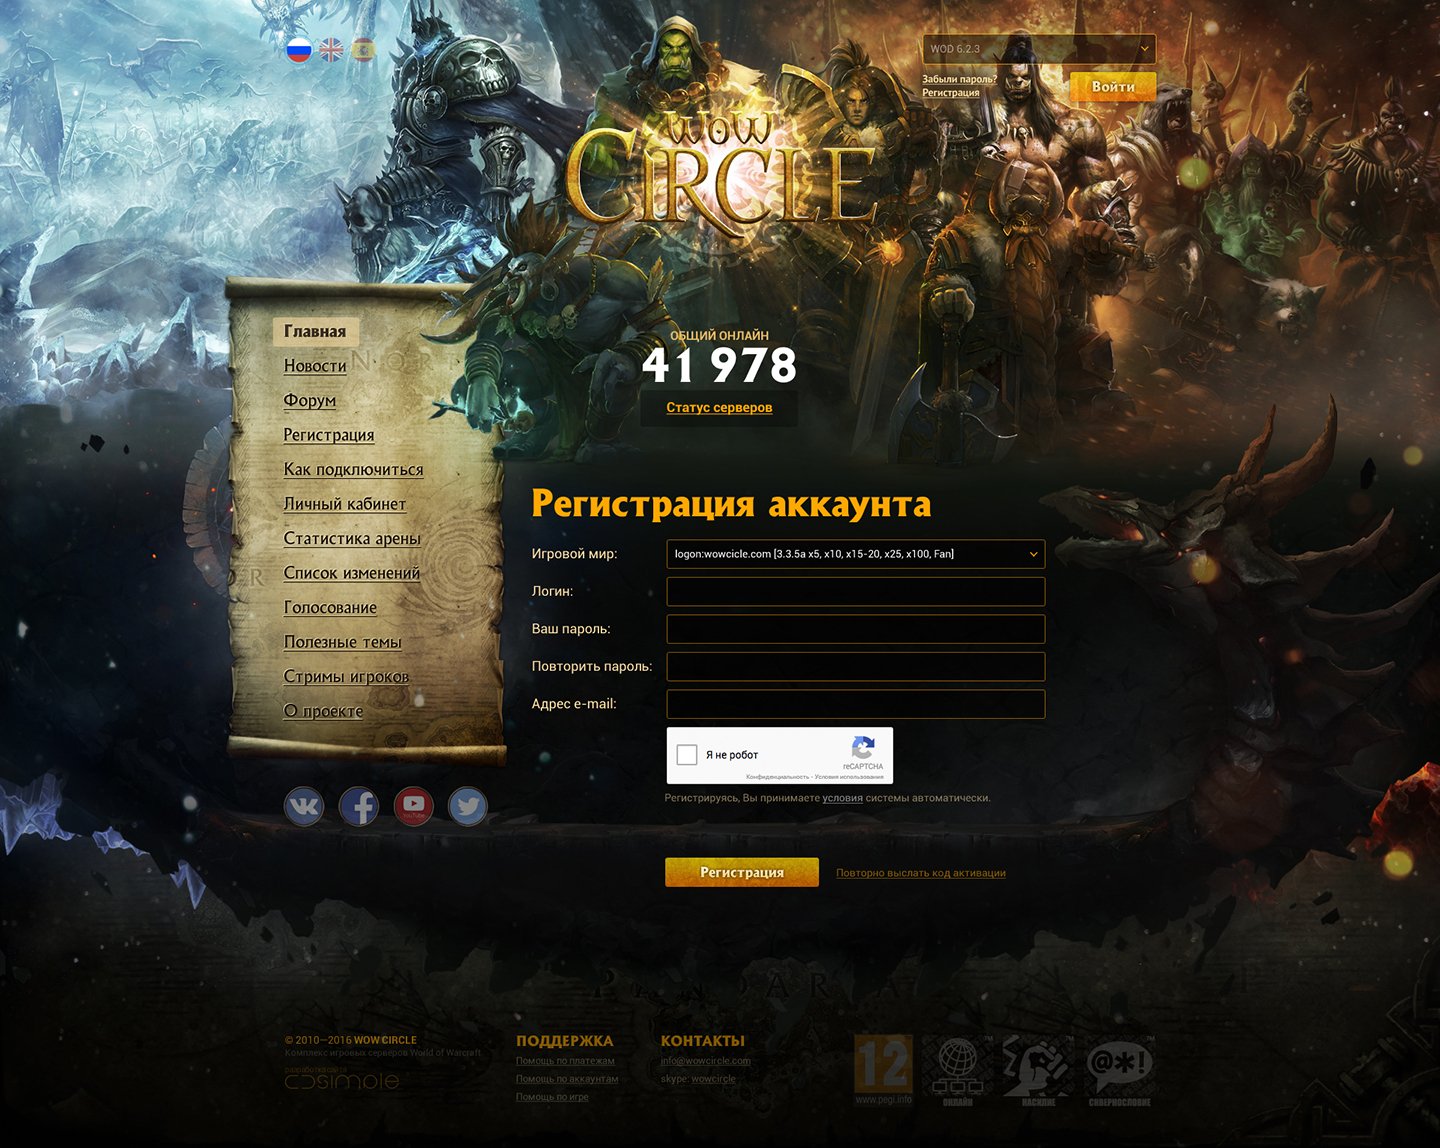 WOD 6.2.3
Забыли пароль?
Регистрация
Войти
WOW
CIRCLE
ОБЩИЙ ОНЛАЙН
41 978
Статус серверов
Главная
Новости
Форум
Регистрация
Как подключиться
Личный кабинет
Статистика арены
Список изменений
Голосование
Полезные темы
Стримы игроков
О проекте
YouTube
Регистрация аккаунта
Игровой мир:
logon:wowcicle.com [3.3.5a x5, x10, x15-20, x25, x100, Fan]
Логин:
Ваш пароль:
Повторить пароль:
Адрес e-mail:
Я не робот
reCAPTCHA
Конфиденциальность - Условия использования
Регистрируясь, Вы принимаете условия системы автоматически.
Регистрация
Повторно выслать код активации
© 2010—2016 WOW CIRCLE
Комплекс игровых серверов World of Warcraft
разработка сайта
ПОДДЕРЖКА
Помощь по платежам
Помощь по аккаунтам
Помощь по игре
КОНТАКТЫ
info@wowcircle.com
skype: wowcircle
12
www.pegi.info
ОНЛАЙН
НАСИЛИЕ
@*!
СКВЕРНОСЛОВИЕ